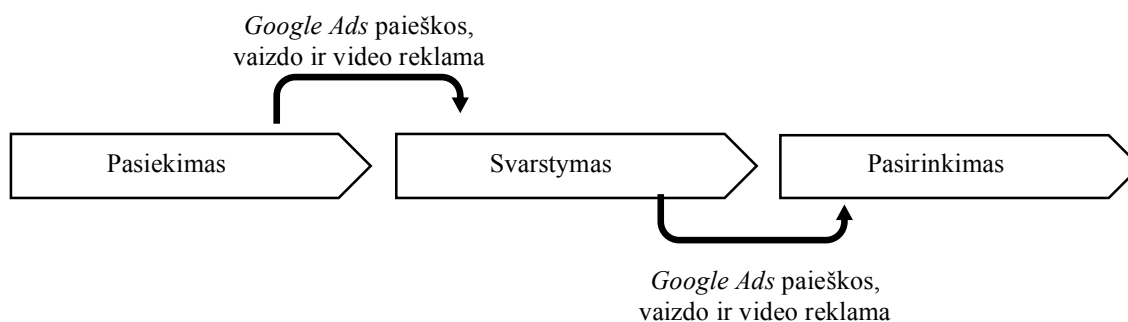 Google Ads paieškos,
vaizdo ir video reklama
Pasiekimas
Svarstymas
Pasirinkimas
Google Ads paieškos,
vaizdo ir video reklama